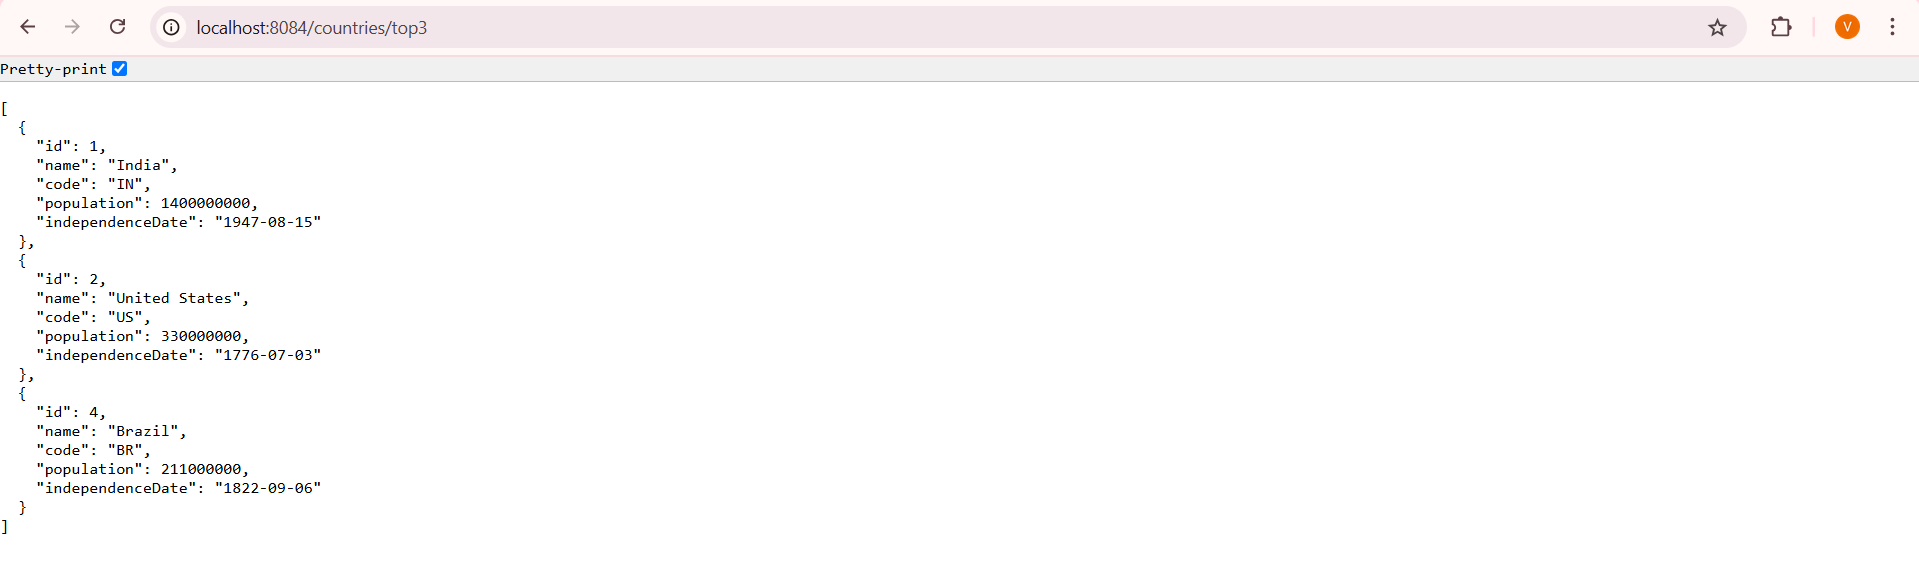 localhost:8084/countries/top3
V
Pretty-print
[
  {
    "id": 1,
    "name": "India",
    "code": "IN",
    "population": 1400000000,
    "independenceDate": "1947-08-15"
  },
  {
    "id": 2,
    "name": "United States",
    "code": "US",
    "population": 330000000,
    "independenceDate": "1776-07-03"
  },
  {
    "id": 4,
    "name": "Brazil",
    "code": "BR",
    "population": 211000000,
    "independenceDate": "1822-09-06"
  }
]